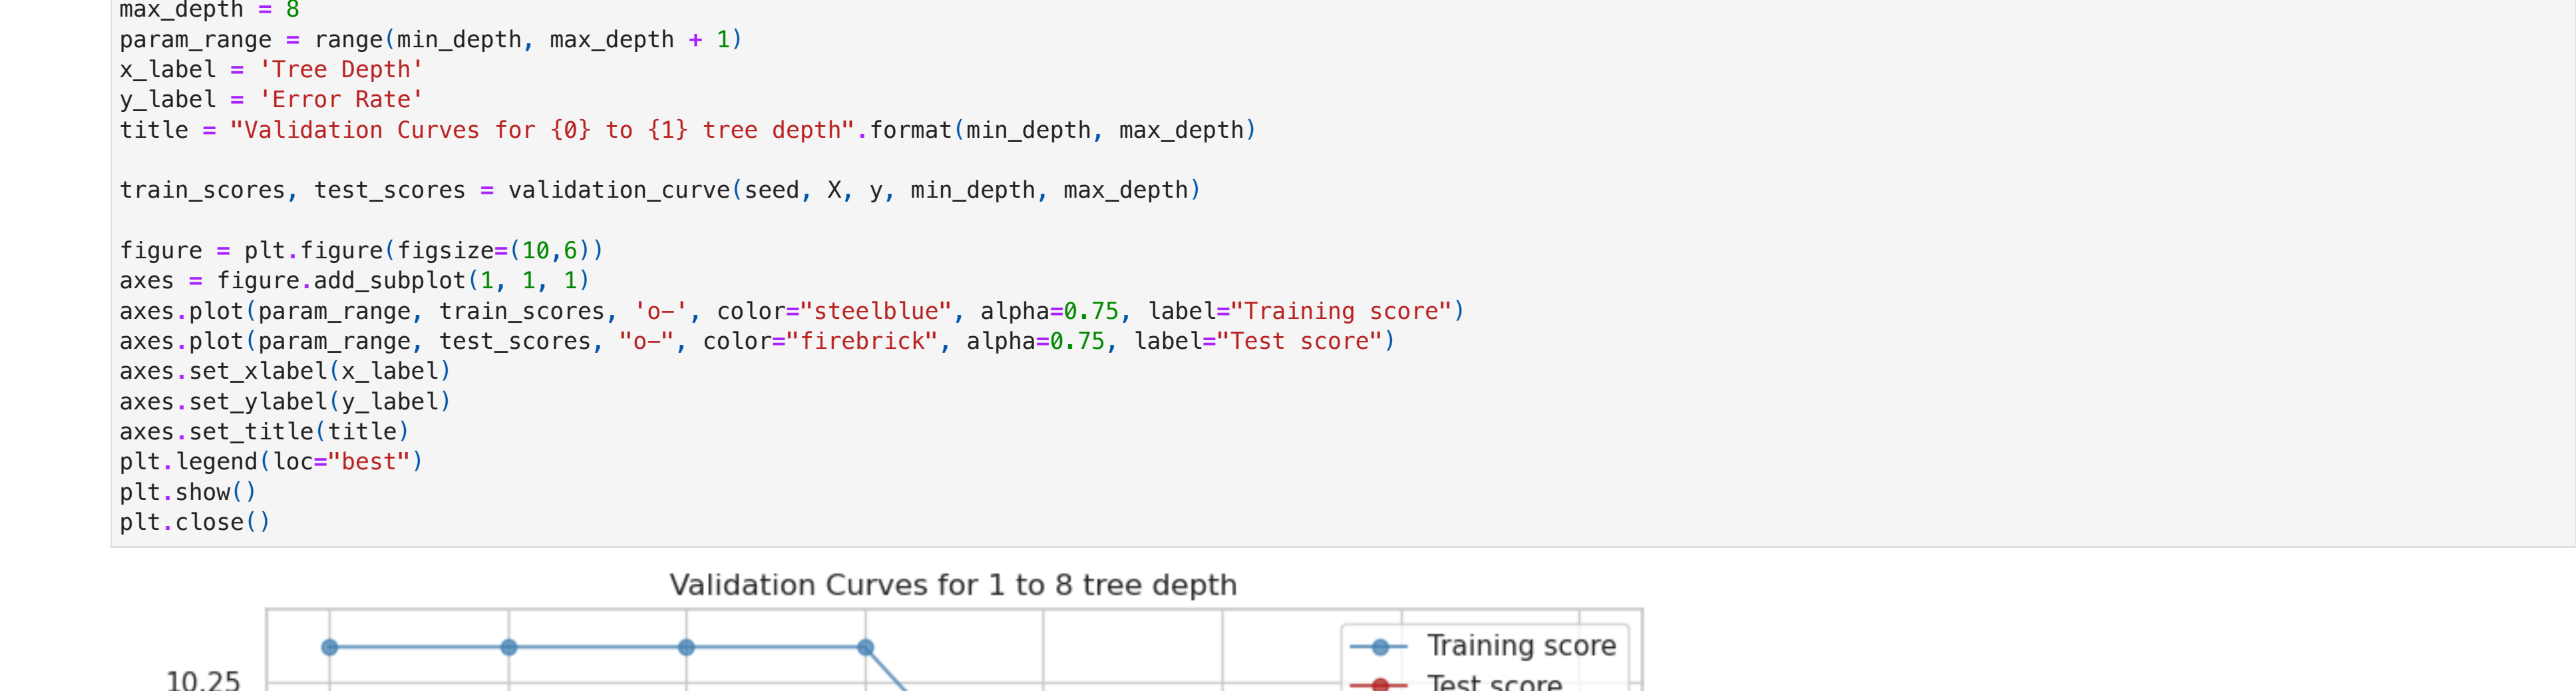 max_depth = 8
param_range = range(min_depth, max_depth + 1)
x_label = 'Tree Depth'
y_label = 'Error Rate'
title = "Validation Curves for {0} to {1} tree depth".format(min_depth, max_depth)
train_scores, test_scores = validation_curve(seed, X, y, min_depth, max_depth)
figure = plt.figure(figsize=(10,6))
axes = figure.add_subplot(1, 1, 1)
axes.plot(param_range, train_scores, 'o-', color="steelblue", alpha=0.75, label="Training score")
axes.plot(param_range, test_scores, "o-", color="firebrick", alpha=0.75, label="Test score")
axes.set_xlabel(x_label)
axes.set_ylabel(y_label)
axes.set_title(title)
plt.legend(loc="best")
plt.show()
plt.close()
Validation Curves for 1 to 8 tree depth
Training score
10.25
Test score